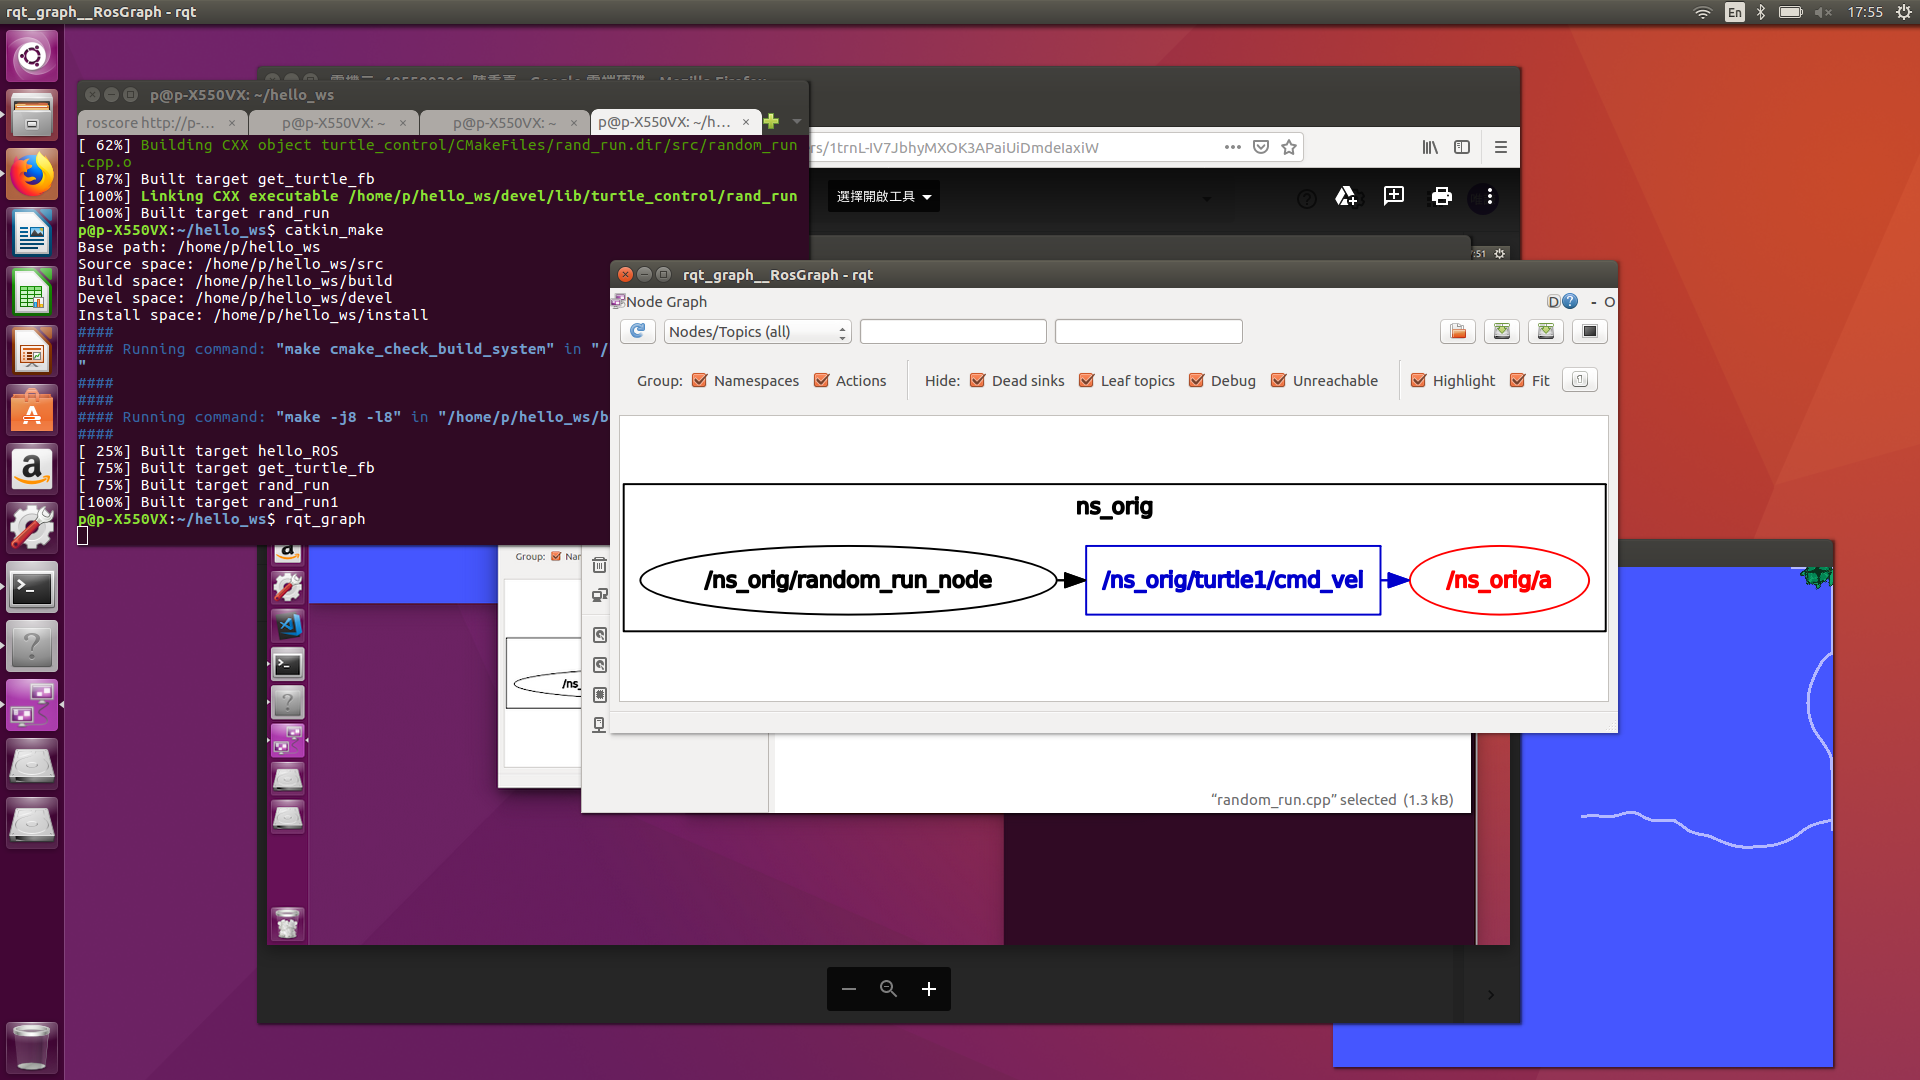 rqt_graph__RosGraph - rqt
En
17:55
p@p-X550VX: ~/hello_ws
roscore http://p-...
p@p-X550VX: ~
p@p-X550VX: ~
p@p-X550VX: ~/h...
[ 62%] Building CXX object turtle_control/CMakeFiles/rand_run.dir/src/random_run
.cpp.o
[ 87%] Built target get_turtle_fb
[100%] Linking CXX executable /home/p/hello_ws/devel/lib/turtle_control/rand_run
[100%] Built target rand_run
p@p-X550VX:~/hello_ws$ catkin_make
Base path: /home/p/hello_ws
Source space: /home/p/hello_ws/src
Build space: /home/p/hello_ws/build
Devel space: /home/p/hello_ws/devel
Install space: /home/p/hello_ws/install
####
#### Running command: "make cmake_check_build_system" in "/
"
####
####
#### Running command: "make -j8 -l8" in "/home/p/hello_ws/b
####
[ 25%] Built target hello_ROS
[ 75%] Built target get_turtle_fb
[ 75%] Built target rand_run
[100%] Built target rand_run1
p@p-X550VX:~/hello_ws$ rqt_graph
rs/1trnL-IV7JbhyMXOK3APaiUiDmdeIaxiW
選擇開啟工具
:51
rqt_graph__RosGraph - rqt
Node Graph
D
- O
Nodes/Topics (all)
Group: Namespaces Actions Hide: Dead sinks Leaf topics Debug Unreachable Highlight Fit
ns_orig
/ns_orig/random_run_node
/ns_orig/turtle1/cmd_vel
/ns_orig/a
Group: Nar
/ns_
"random_run.cpp" selected (1.3 kB)